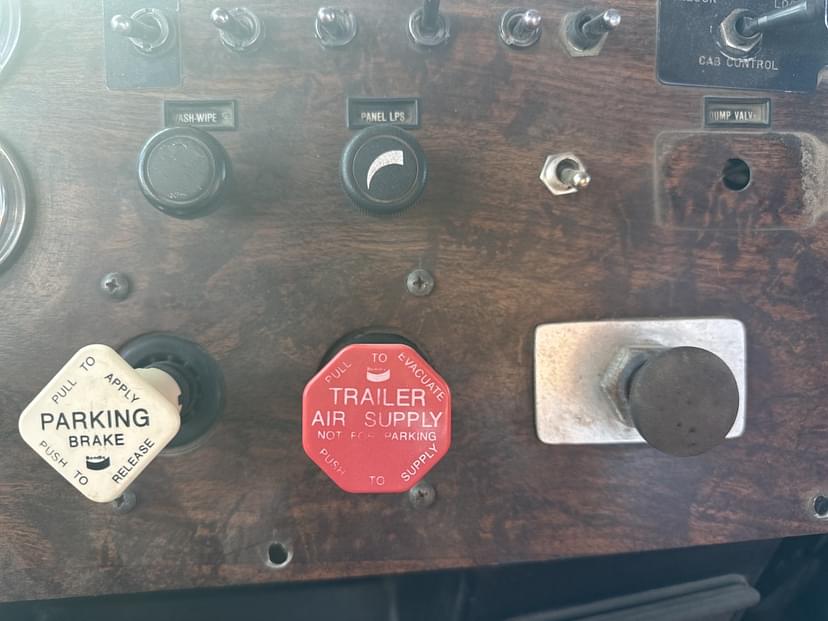 CAB CONTROL
WASH-WIPE
PANEL LPS
DUMP VALVE
PULL TO APPLY
PARKING
BRAKE
PUSH TO RELEASE
PULL TO EVACUATE
TRAILER
AIR SUPPLY
NOT FOR PARKING
PUSH TO SUPPLY